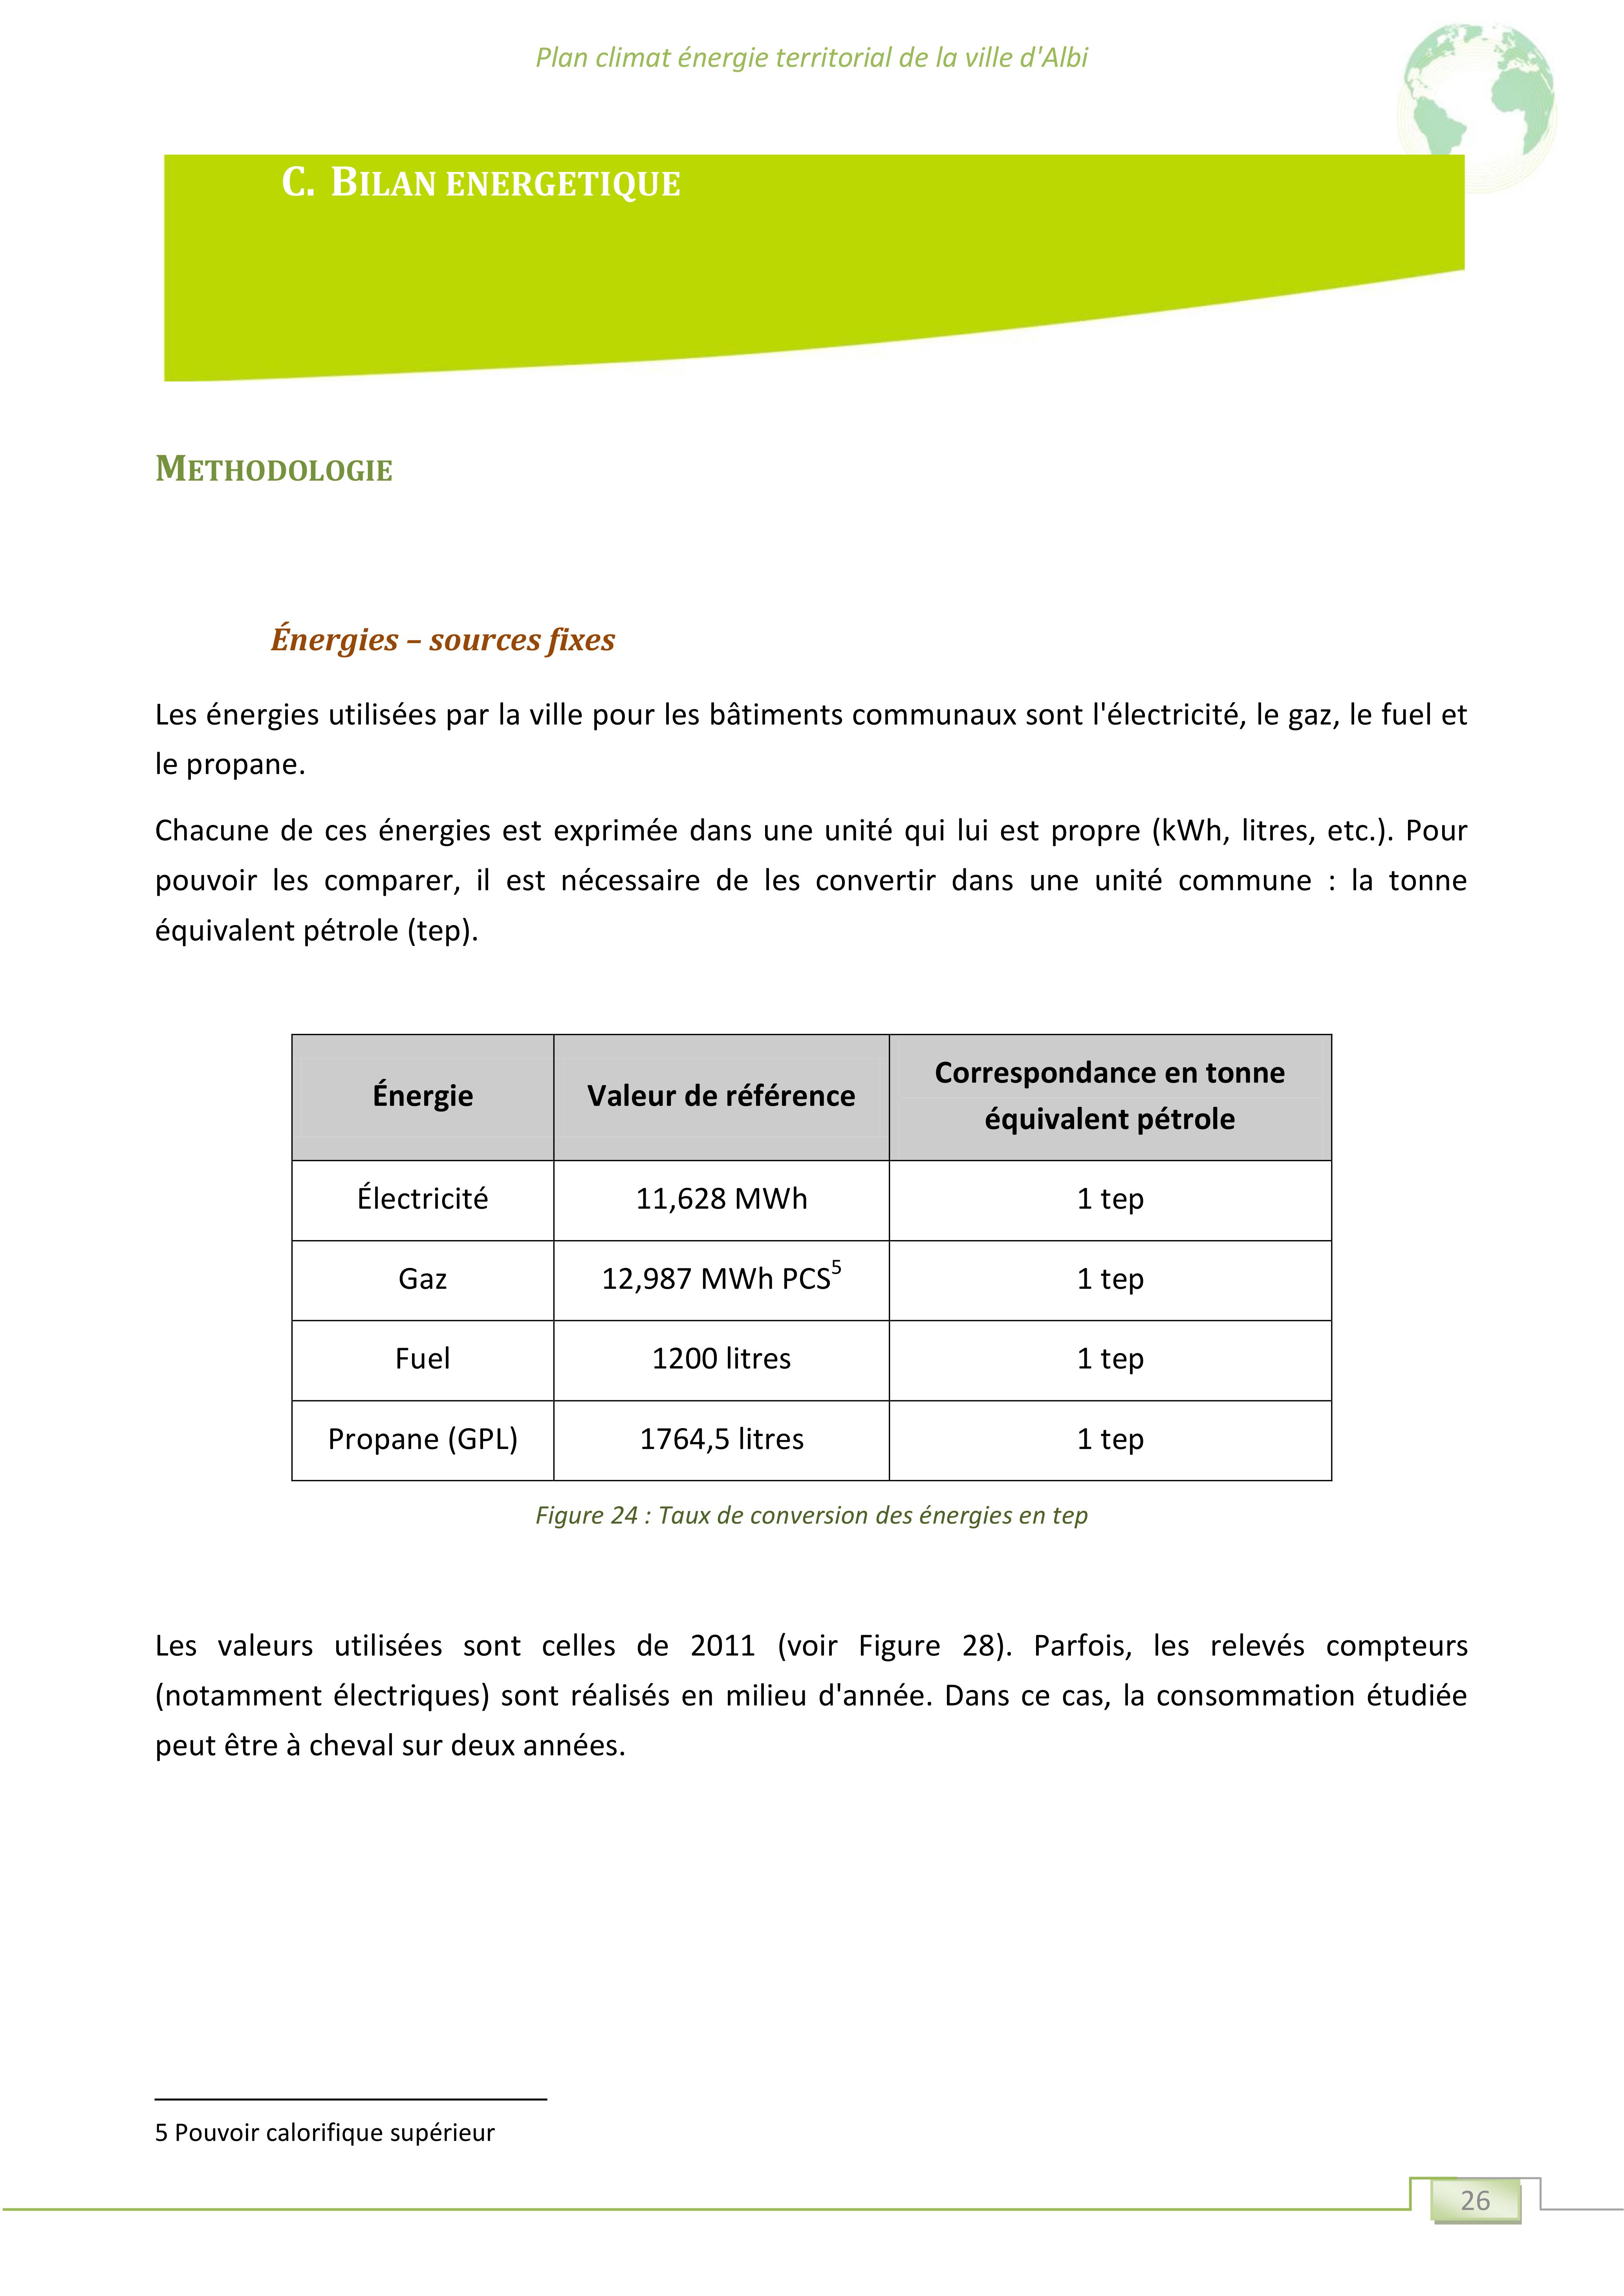 Plan climat énergie territorial de la ville d'Albi
C. BILAN ENERGETIQUE
METHODOLOGIE
Énergies – sources fixes
Les énergies utilisées par la ville pour les bâtiments communaux sont l'électricité, le gaz, le fuel et
le propane.
Chacune de ces énergies est exprimée dans une unité qui lui est propre (kWh, litres, etc.). Pour
pouvoir les comparer, il est nécessaire de les convertir dans une unité commune : la tonne
équivalent pétrole (tep).
Énergie Valeur de référence Correspondance en tonne
équivalent pétrole
Électricité 11,628 MWh 1 tep
Gaz 12,987 MWh PCS5 1 tep
Fuel 1200 litres 1 tep
Propane (GPL) 1764,5 litres 1 tep
Figure 24 : Taux de conversion des énergies en tep
Les valeurs utilisées sont celles de 2011 (voir Figure 28). Parfois, les relevés compteurs
(notamment électriques) sont réalisés en milieu d'année. Dans ce cas, la consommation étudiée
peut être à cheval sur deux années.
5 Pouvoir calorifique supérieur
26